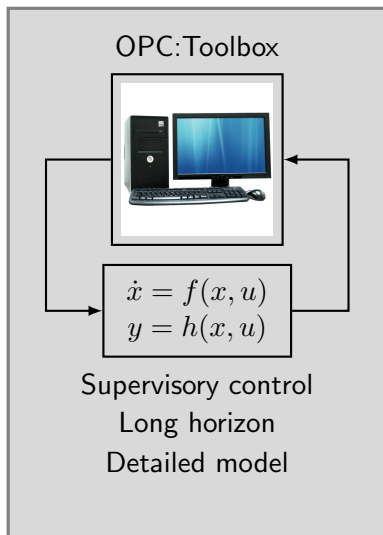 OPC:Toolbox
ẋ = f(x, u)
y = h(x, u)
Supervisory control
Long horizon
Detailed model